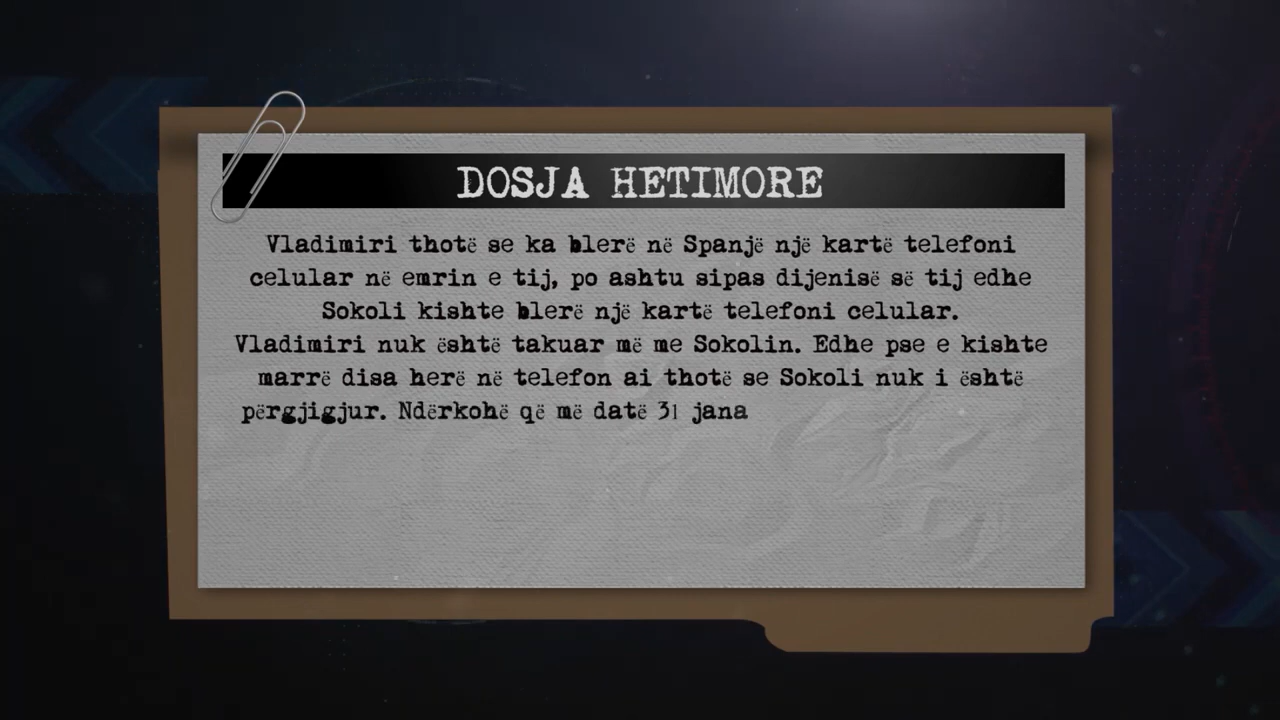 DOSJA HETIMORE
Vladimiri thotë se ka blerë në Spanjë një kartë telefoni
celular në emrin e tij, po ashtu sipas dijenisë së tij edhe
Sokoli kishte blerë një kartë telefoni celular.
Vladimiri nuk është takuar më me Sokolin. Edhe pse e kishte
marrë disa herë në telefon ai thotë se Sokoli nuk i është
përgjigjur. Ndërkohë që më datë 31 jana